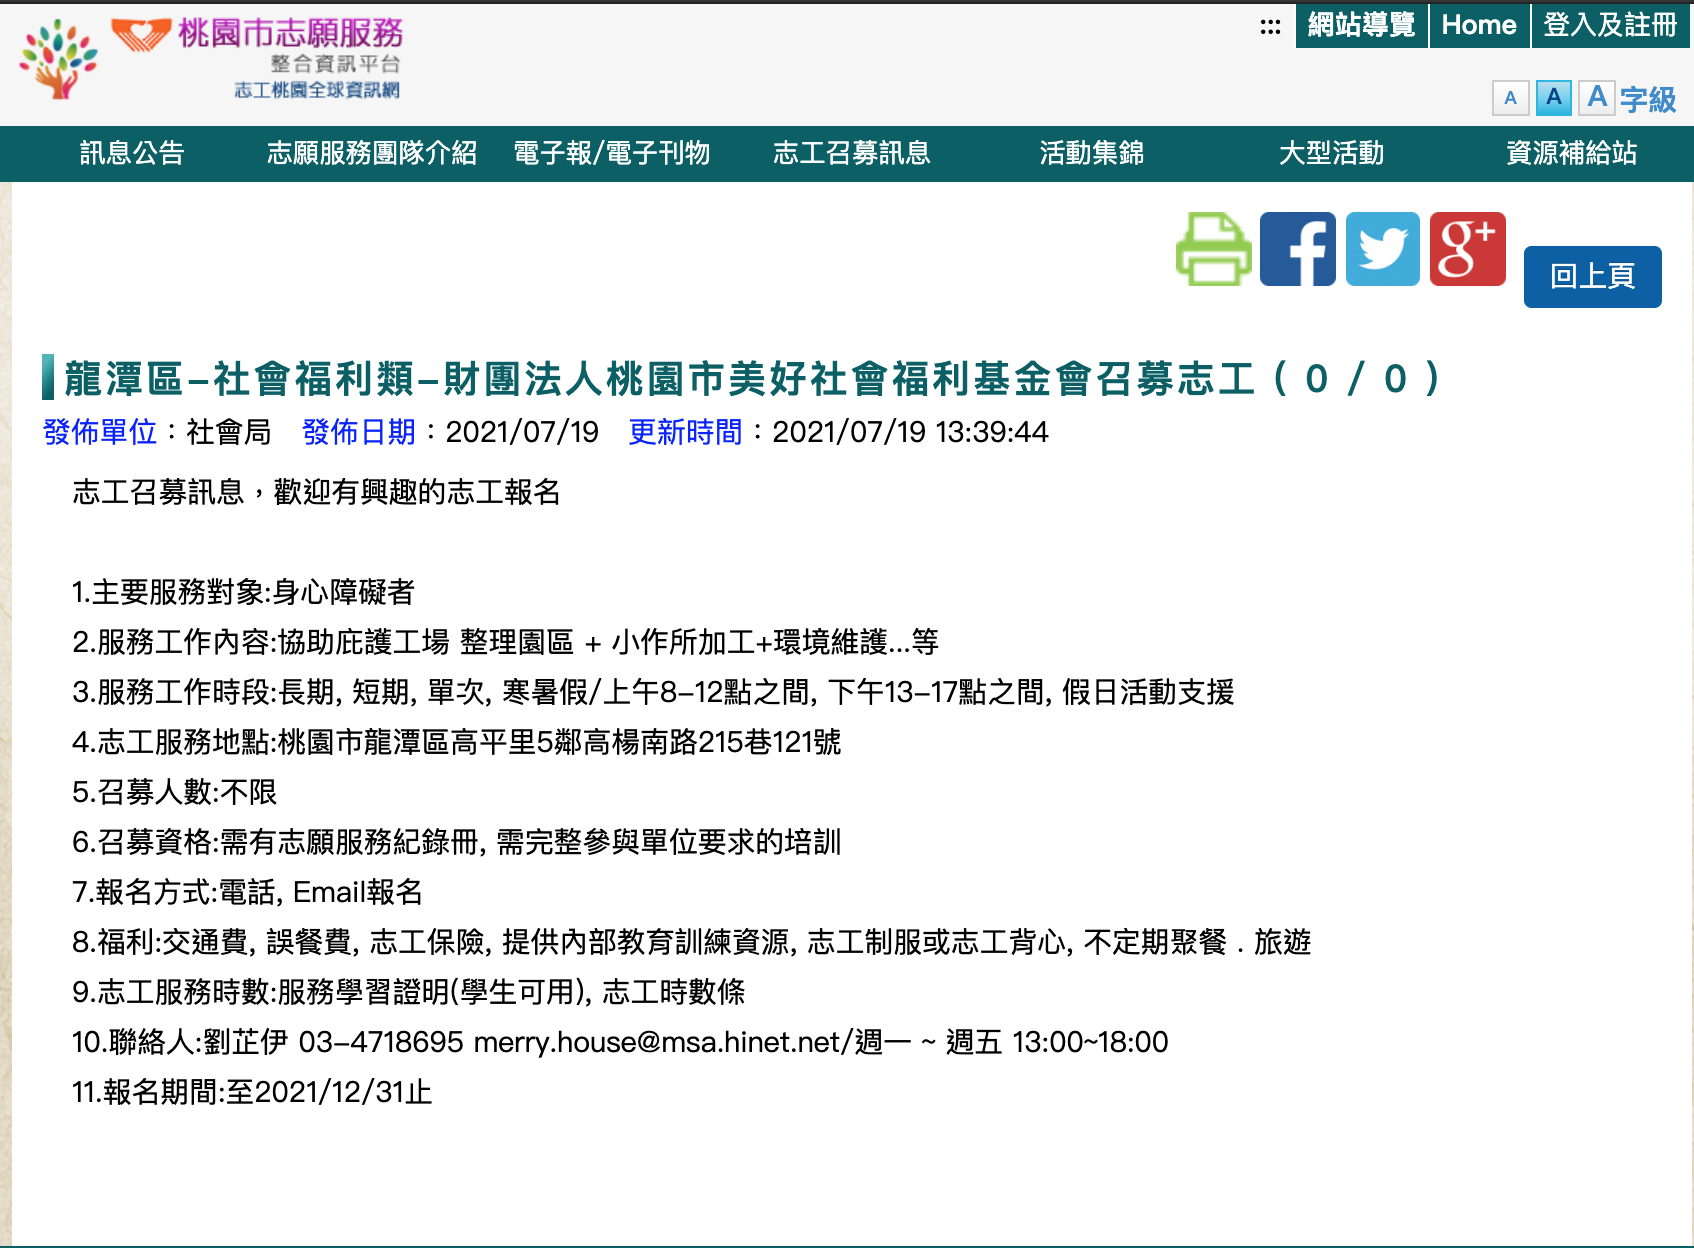 桃園市志願服務
整合資訊平台
志工桃園全球資訊網
::: 網站導覽 Home 登入及註冊
A A A 字級
訊息公告 志願服務團隊介紹 電子報/電子刊物 志工召募訊息 活動集錦 大型活動 資源補給站
f g+ 回上頁
龍潭區–社會福利類–財團法人桃園市美好社會福利基金會召募志工 ( 0 / 0 )
發佈單位：社會局 發佈日期：2021/07/19 更新時間：2021/07/19 13:39:44
志工召募訊息，歡迎有興趣的志工報名
1.主要服務對象:身心障礙者
2.服務工作內容:協助庇護工場 整理園區 + 小作所加工+環境維護...等
3.服務工作時段:長期, 短期, 單次, 寒暑假/上午8–12點之間, 下午13–17點之間, 假日活動支援
4.志工服務地點:桃園市龍潭區高平里5鄰高楊南路215巷121號
5.召募人數:不限
6.召募資格:需有志願服務紀錄冊, 需完整參與單位要求的培訓
7.報名方式:電話, Email報名
8.福利:交通費, 誤餐費, 志工保險, 提供內部教育訓練資源, 志工制服或志工背心, 不定期聚餐．旅遊
9.志工服務時數:服務學習證明(學生可用), 志工時數條
10.聯絡人:劉芷伊 03–4718695 merry.house@msa.hinet.net/週一 ~ 週五 13:00~18:00
11.報名期間:至2021/12/31止